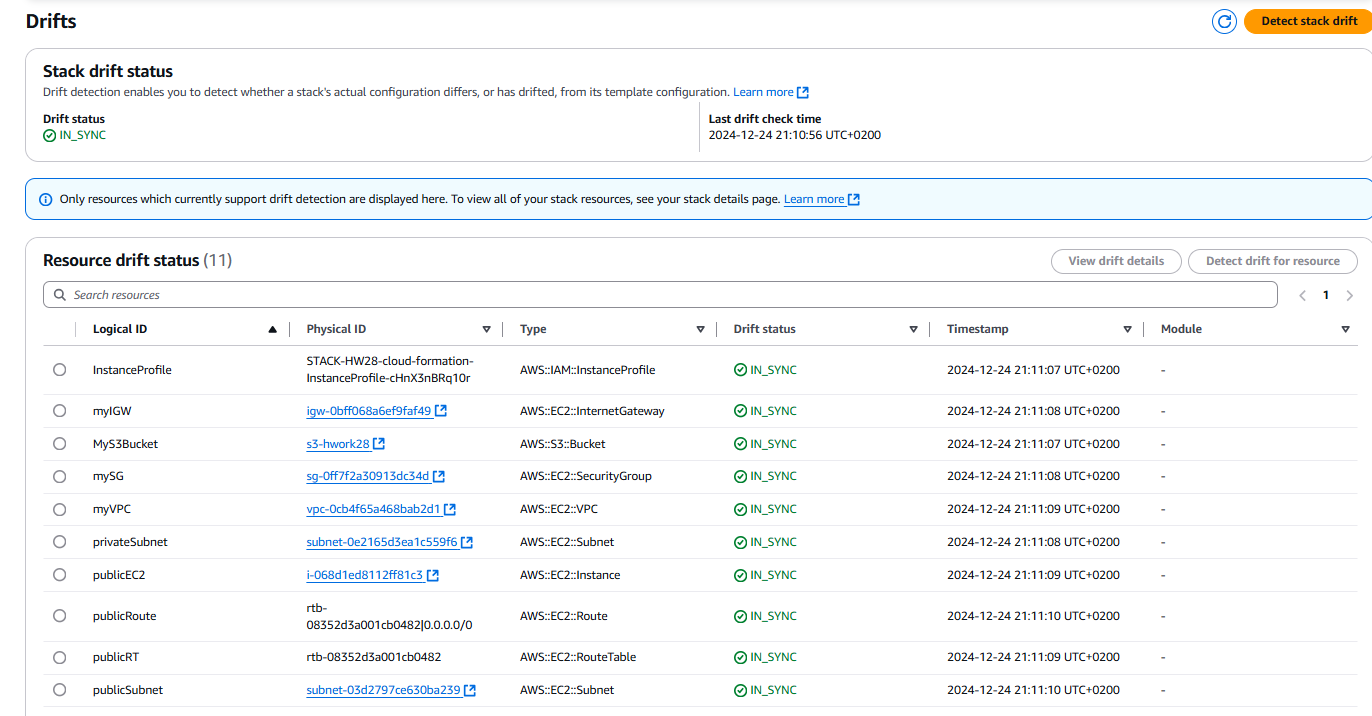 Drifts
Detect stack drift
Stack drift status
Drift detection enables you to detect whether a stack's actual configuration differs, or has drifted, from its template configuration. Learn more
Drift status
IN_SYNC
Last drift check time
2024-12-24 21:10:56 UTC+0200
Only resources which currently support drift detection are displayed here. To view all of your stack resources, see your stack details page. Learn more
Resource drift status (11)
View drift details
Detect drift for resource
Search resources
1
Logical ID Physical ID Type Drift status Timestamp Module
InstanceProfile STACK-HW28-cloud-formation-
InstanceProfile-cHnX3nBRq10r AWS::IAM::InstanceProfile IN_SYNC 2024-12-24 21:11:07 UTC+0200 -
myIGW igw-0bff068a6ef9faf49 AWS::EC2::InternetGateway IN_SYNC 2024-12-24 21:11:08 UTC+0200 -
MyS3Bucket s3-hwork28 AWS::S3::Bucket IN_SYNC 2024-12-24 21:11:07 UTC+0200 -
mySG sg-0ff7f2a30913dc34d AWS::EC2::SecurityGroup IN_SYNC 2024-12-24 21:11:08 UTC+0200 -
myVPC vpc-0cb4f65a468bab2d1 AWS::EC2::VPC IN_SYNC 2024-12-24 21:11:09 UTC+0200 -
privateSubnet subnet-0e2165d3ea1c559f6 AWS::EC2::Subnet IN_SYNC 2024-12-24 21:11:08 UTC+0200 -
publicEC2 i-068d1ed8112ff81c3 AWS::EC2::Instance IN_SYNC 2024-12-24 21:11:09 UTC+0200 -
publicRoute rtb-
08352d3a001cb0482|0.0.0.0/0 AWS::EC2::Route IN_SYNC 2024-12-24 21:11:10 UTC+0200 -
publicRT rtb-08352d3a001cb0482 AWS::EC2::RouteTable IN_SYNC 2024-12-24 21:11:09 UTC+0200 -
publicSubnet subnet-03d2797ce630ba239 AWS::EC2::Subnet IN_SYNC 2024-12-24 21:11:10 UTC+0200 -